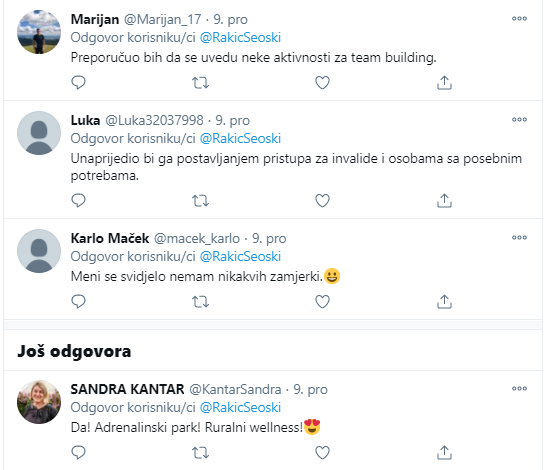 Marijan @Marijan_17 · 9. pro
Odgovor korisniku/ci @RakicSeoski
Preporučuo bih da se uvedu neke aktivnosti za team building.
Luka @Luka32037998 · 9. pro
Odgovor korisniku/ci @RakicSeoski
Unaprijedio bi ga postavljanjem pristupa za invalide i osobama sa posebnim
potrebama.
Karlo Maček @macek_karlo · 9. pro
Odgovor korisniku/ci @RakicSeoski
Meni se svidjelo nemam nikakvih zamjerki.😀
Još odgovora
SANDRA KANTAR @KantarSandra · 9. pro
Odgovor korisniku/ci @RakicSeoski
Da! Adrenalinski park! Ruralni wellness!😍